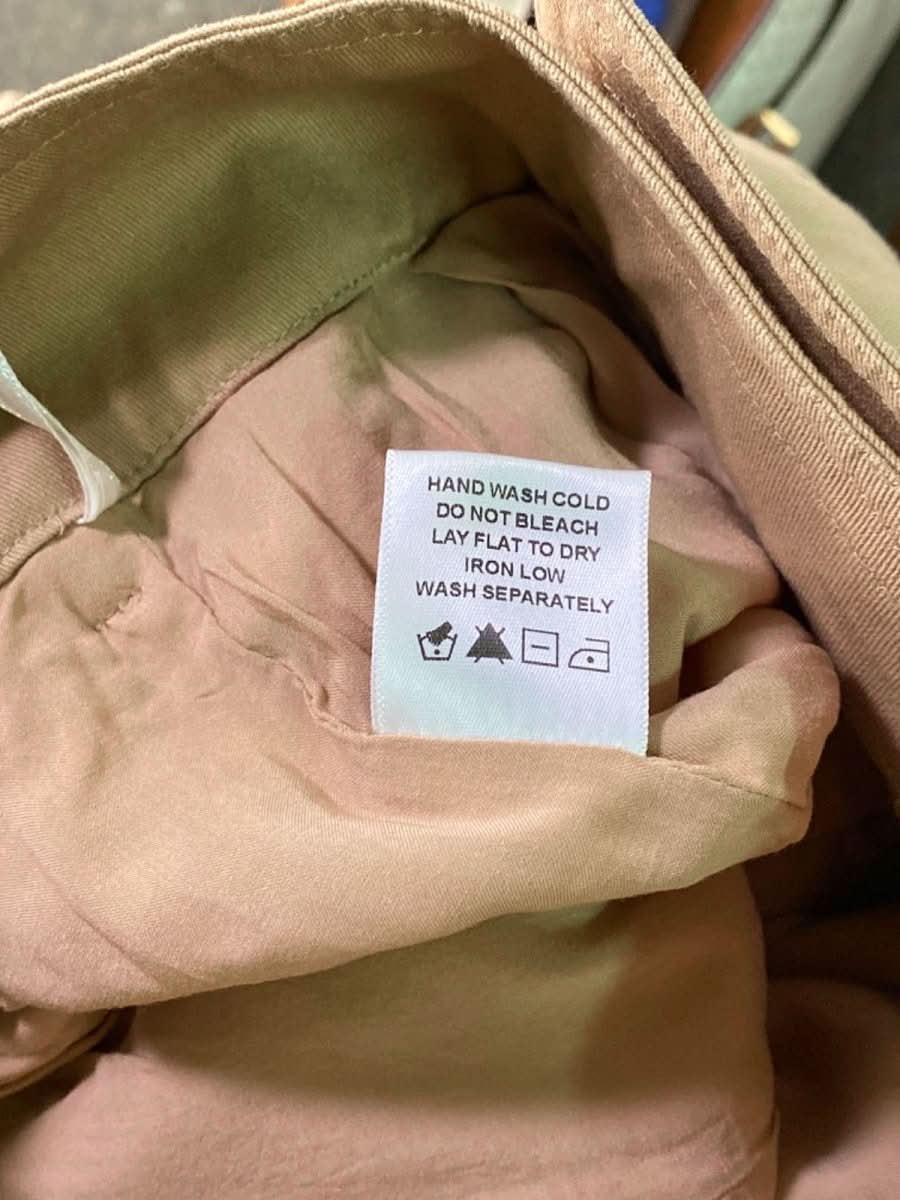 HAND WASH COLD
DO NOT BLEACH
LAY FLAT TO DRY
IRON LOW
WASH SEPARATELY